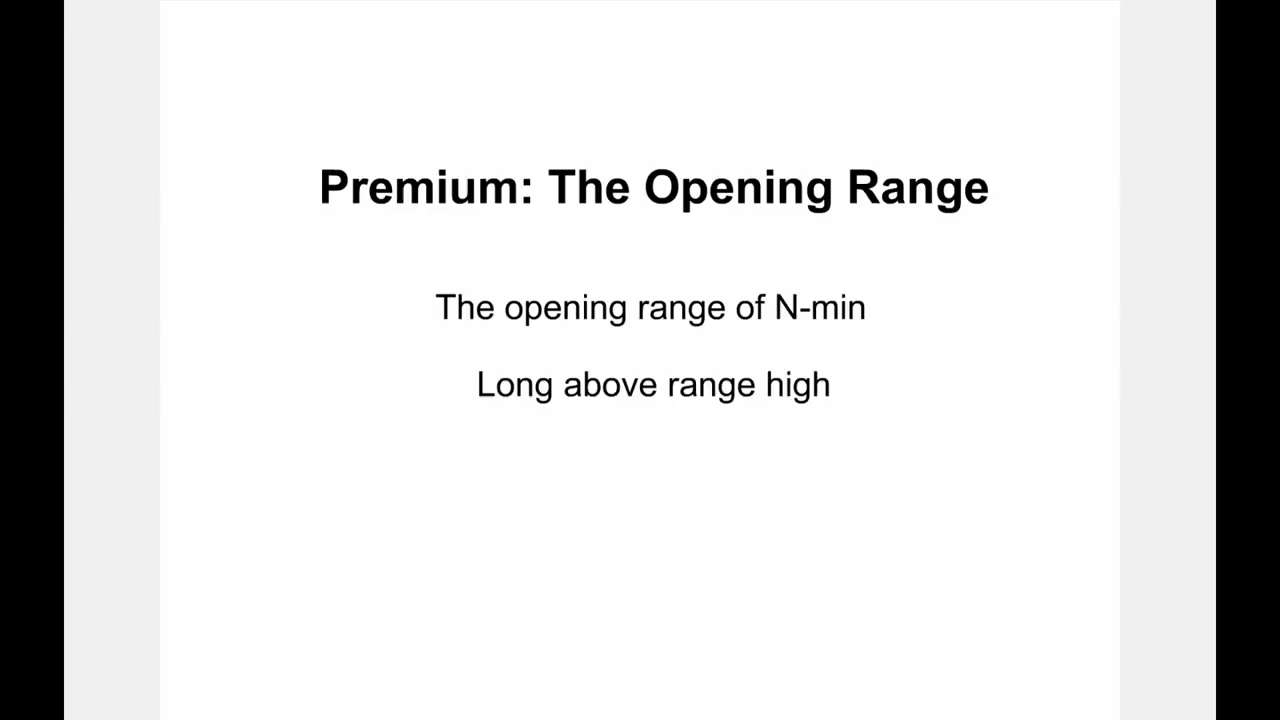 Premium: The Opening Range
The opening range of N-min
Long above range high